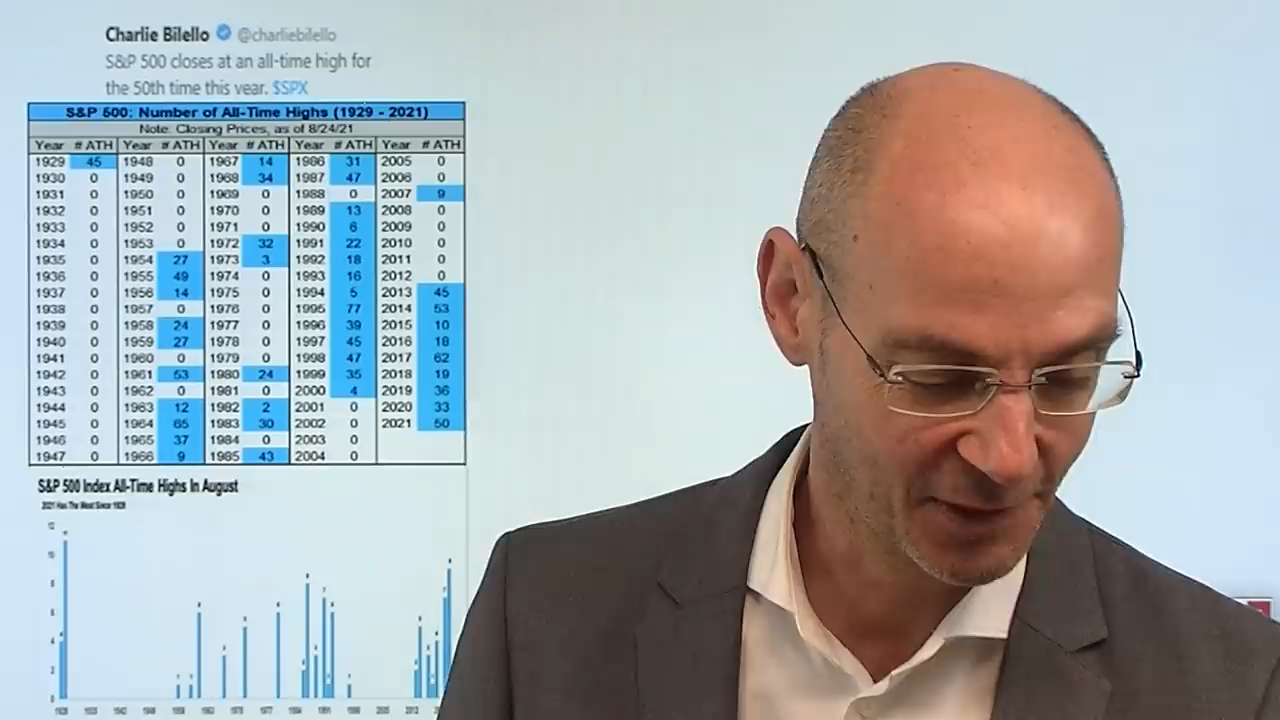 Charlie Bilello @charliebilello
S&P 500 closes at an all-time high for
the 50th time this year. $SPX
S&P 500: Number of All-Time Highs (1929 - 2021)
Note: Closing Prices, as of 8/24/21
Year # ATH Year # ATH Year # ATH Year # ATH Year # ATH
1929 45 1948 0 1967 14 1986 31 2005 0
1930 0 1949 0 1968 34 1987 47 2006 0
1931 0 1950 0 1969 0 1988 0 2007 9
1932 0 1951 0 1970 0 1989 13 2008 0
1933 0 1952 0 1971 0 1990 6 2009 0
1934 0 1953 0 1972 32 1991 22 2010 0
1935 0 1954 27 1973 3 1992 18 2011 0
1936 0 1955 49 1974 0 1993 16 2012 0
1937 0 1956 14 1975 0 1994 5 2013 45
1938 0 1957 0 1976 0 1995 77 2014 53
1939 0 1958 24 1977 0 1996 39 2015 10
1940 0 1959 27 1978 0 1997 45 2016 18
1941 0 1960 0 1979 0 1998 47 2017 62
1942 0 1961 53 1980 24 1999 35 2018 19
1943 0 1962 0 1981 0 2000 4 2019 36
1944 0 1963 12 1982 2 2001 0 2020 33
1945 0 1964 65 1983 30 2002 0 2021 50
1946 0 1965 37 1984 0 2003 0
1947 0 1966 9 1985 43 2004 0
S&P 500 Index All-Time Highs In August
2021 Has The Most Since 1929